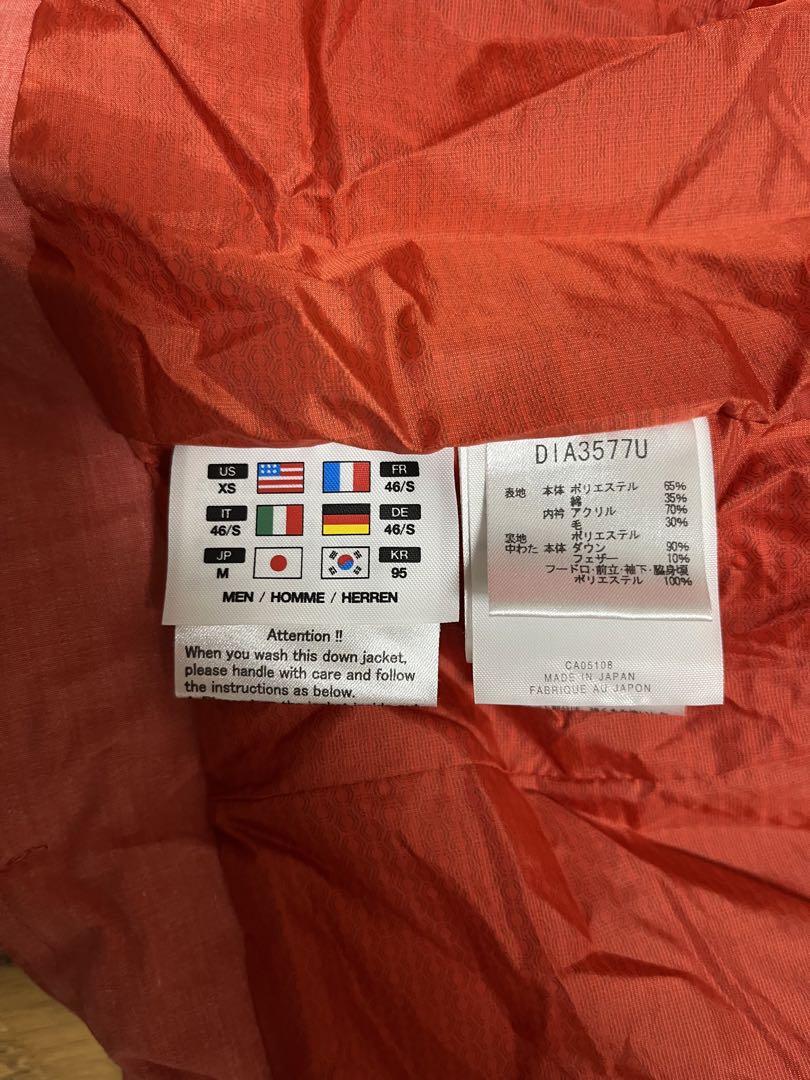 US
XS
FR
46/S
IT
46/S
DE
46/S
JP
M
KR
95
MEN / HOMME / HERREN
Attention !!
When you wash this down jacket,
please handle with care and follow
the instructions as below.
DIA3577U
表地 本体 ポリエステル 65%
綿 35%
内衿 アクリル 70%
毛 30%
裏地 ポリエステル
中わた 本体 ダウン 90%
フェザー 10%
フードロ・前立・袖下・脇身頃
ポリエステル 100%
CA05108
MADE IN JAPAN
FABRIQUE AU JAPON